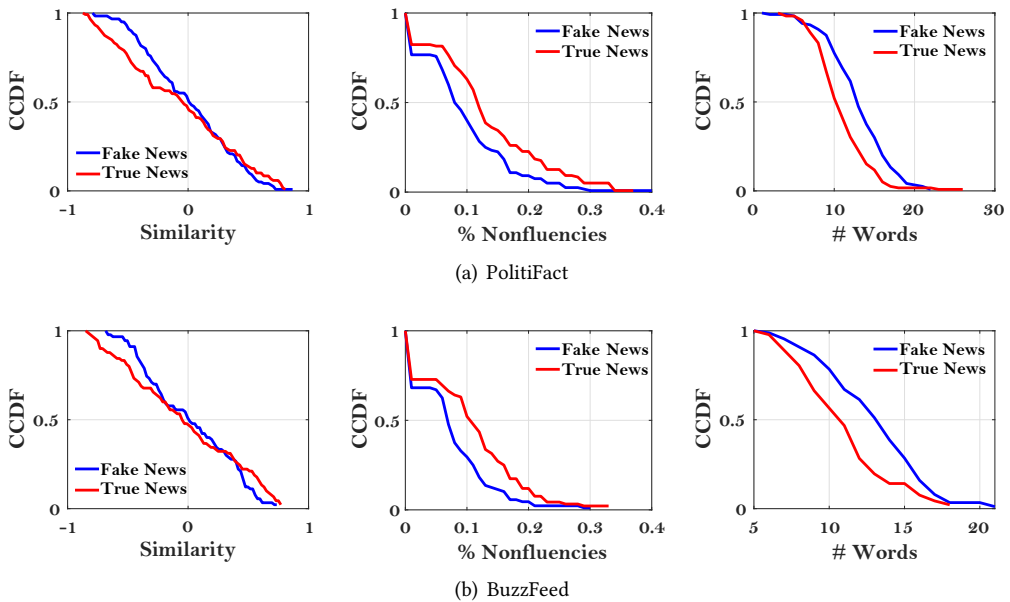 1
0.5
0
CCDF
Fake News
True News
-1
0
1
Similarity
1
0.5
0
CCDF
Fake News
True News
0
0.1
0.2
0.3
0.4
% Nonfluencies
1
0.5
0
CCDF
Fake News
True News
0
10
20
30
# Words
(a) PolitiFact
1
0.5
0
CCDF
Fake News
True News
-1
0
1
Similarity
1
0.5
0
CCDF
Fake News
True News
0
0.1
0.2
0.3
0.4
% Nonfluencies
1
0.5
0
CCDF
Fake News
True News
5
10
15
20
# Words
(b) BuzzFeed